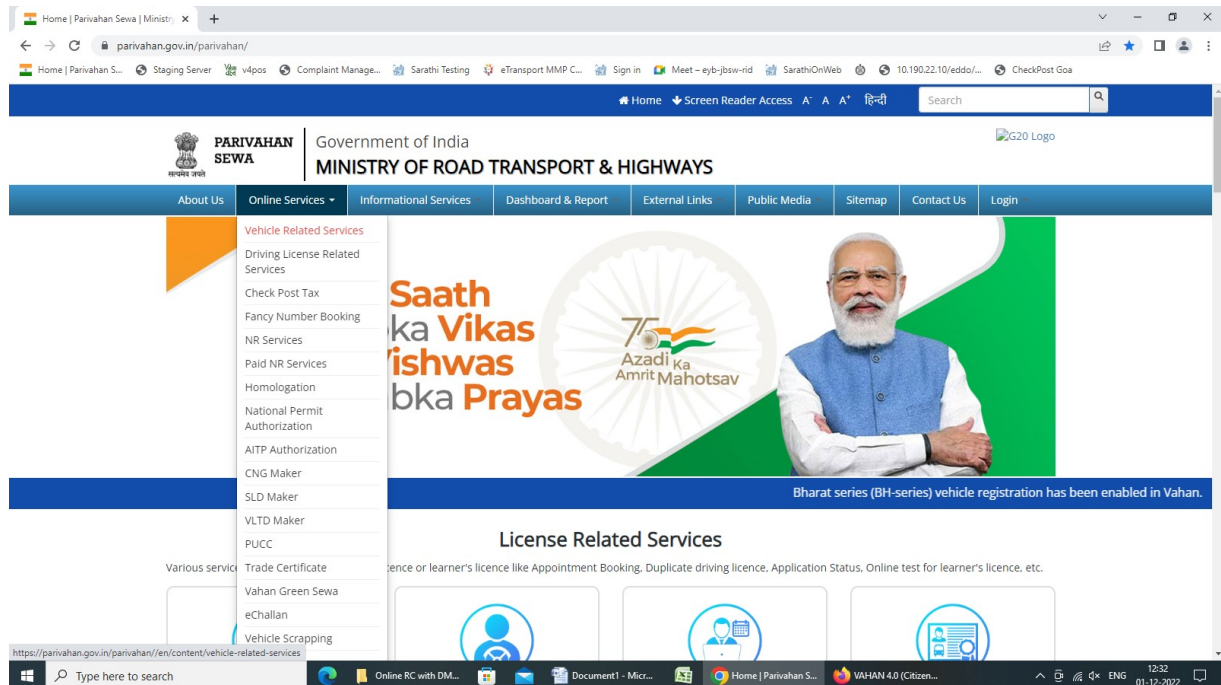 Home | Parivahan Sewa | Ministry
parivahan.gov.in/parivahan/
Home | Parivahan S... Staging Server v4pos Complaint Manage... Sarathi Testing eTransport MMP C... Sign in Meet – eyb-jbsw-rid SarathiOnWeb 10.190.22.10/eddo/... CheckPost Goa
Home Screen Reader Access A- A A+ हिन्दी Search
PARIVAHAN SEWA
सत्यमेव जयते
Government of India
MINISTRY OF ROAD TRANSPORT & HIGHWAYS
G20 Logo
About Us Online Services Informational Services Dashboard & Report External Links Public Media Sitemap Contact Us Login
Vehicle Related Services
Driving License Related
Services
Check Post Tax
Fancy Number Booking
NR Services
Paid NR Services
Homologation
National Permit
Authorization
AITP Authorization
CNG Maker
SLD Maker
VLTD Maker
PUCC
Trade Certificate
Vahan Green Sewa
eChallan
Vehicle Scrapping
Saath
ka Vikas
ishwas
bka Prayas
75
Azadi Ka
Amrit Mahotsav
Bharat series (BH-series) vehicle registration has been enabled in Vahan.
License Related Services
Various service ence or learner's licence like Appointment Booking, Duplicate driving licence, Application Status, Online test for learner's licence, etc.
https://parivahan.gov.in/parivahan//en/content/vehicle-related-services
Type here to search Online RC with DM... Document1 - Micr... Home | Parivahan S... VAHAN 4.0 (Citizen... ENG 12:32
01-12-2022